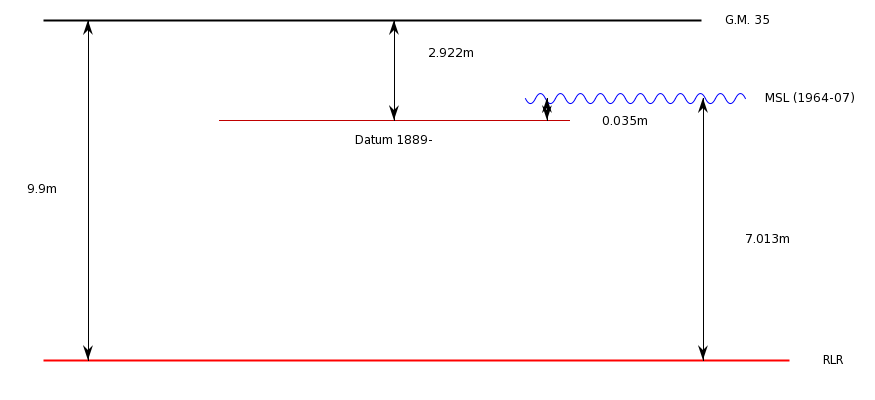 G.M. 35
2.922m
MSL (1964-07)
0.035m
Datum 1889-
9.9m
7.013m
RLR